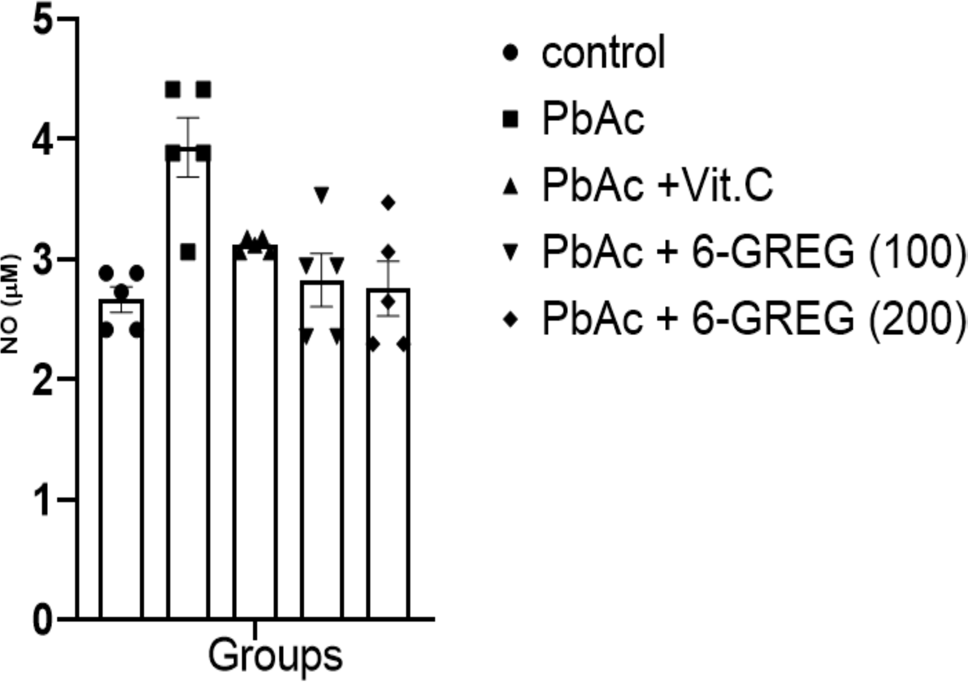 5
4
3
2
1
0
NO (µM)
Groups
control
PbAc
PbAc +Vit.C
PbAc + 6-GREG (100)
PbAc + 6-GREG (200)